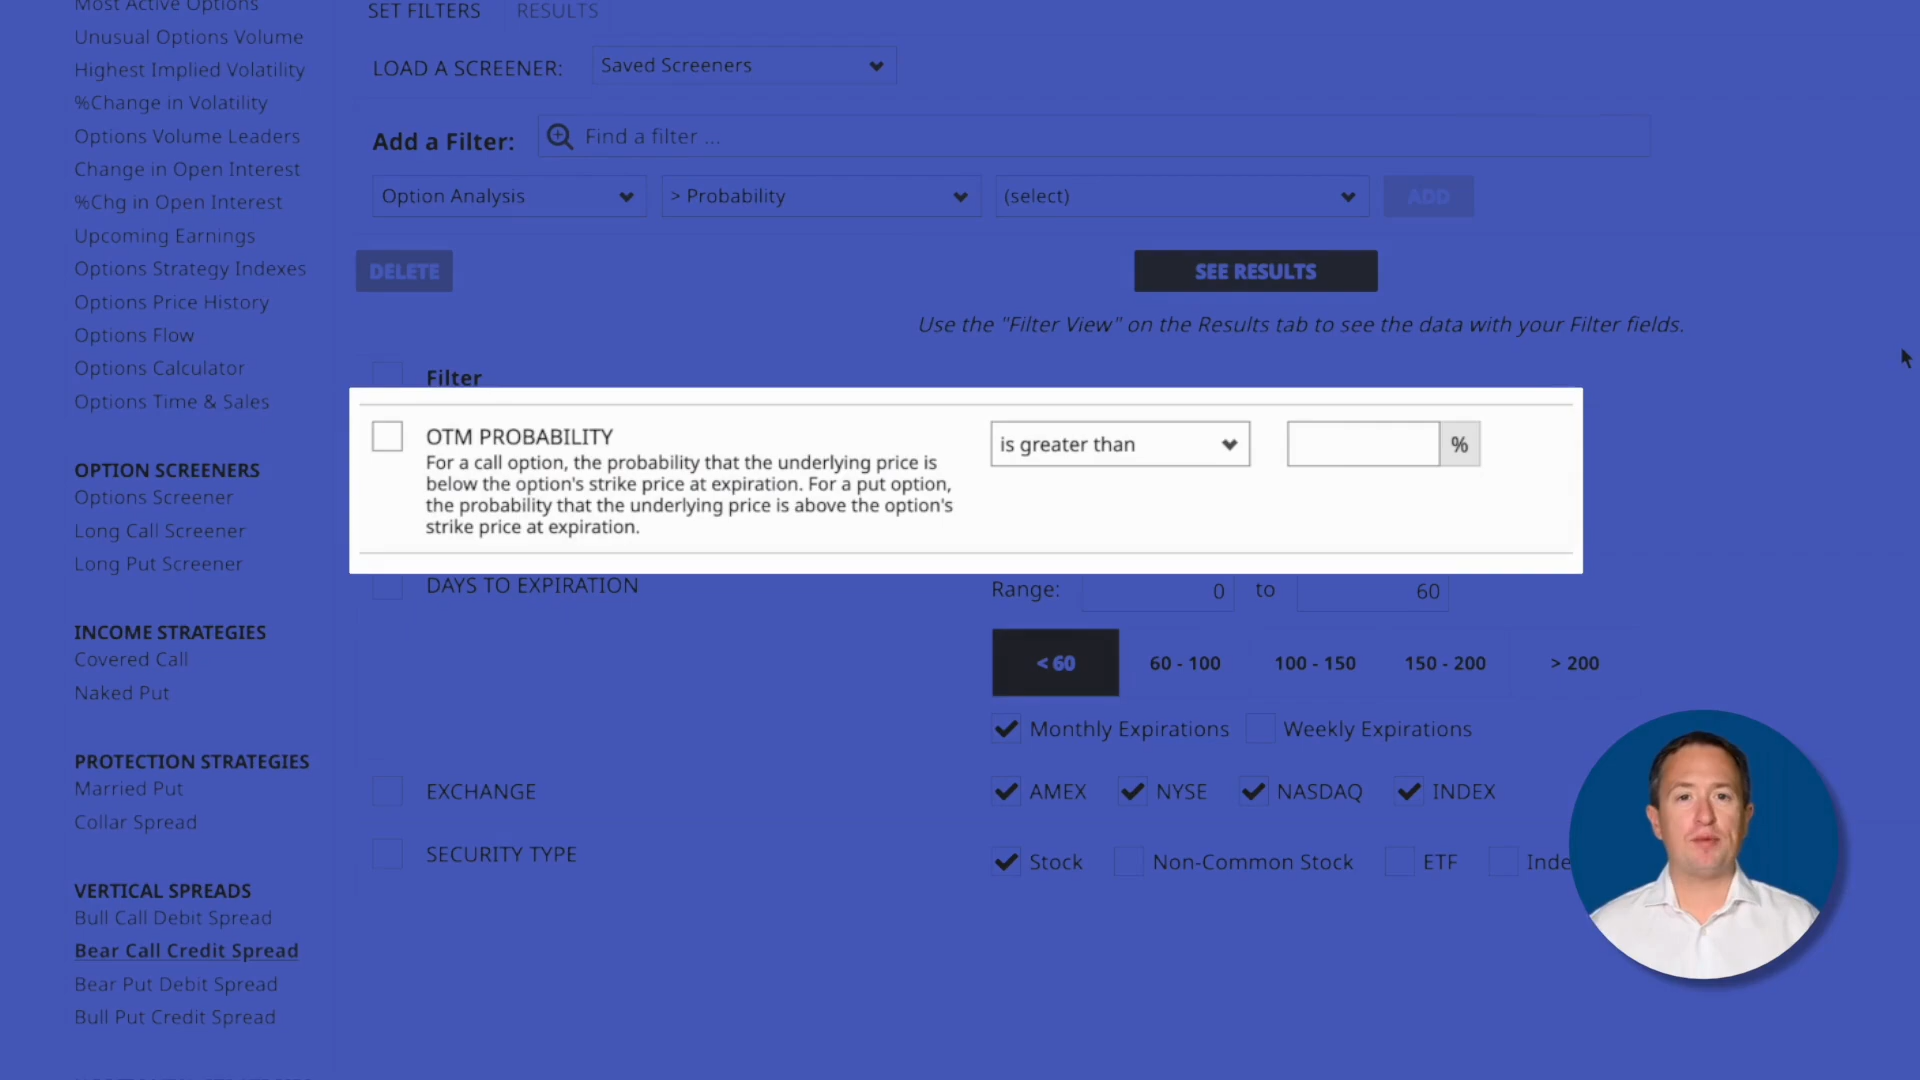 Most Active Options
Unusual Options Volume
Highest Implied Volatility
%Change in Volatility
Options Volume Leaders
Change in Open Interest
%Chg in Open Interest
Upcoming Earnings
Options Strategy Indexes
Options Price History
Options Flow
Options Calculator
Options Time & Sales
OPTION SCREENERS
Options Screener
Long Call Screener
Long Put Screener
INCOME STRATEGIES
Covered Call
Naked Put
PROTECTION STRATEGIES
Married Put
Collar Spread
VERTICAL SPREADS
Bull Call Debit Spread
Bear Call Credit Spread
Bear Put Debit Spread
Bull Put Credit Spread
SET FILTERS RESULTS
LOAD A SCREENER: Saved Screeners
Add a Filter: Find a filter ...
Option Analysis > Probability (select) ADD
DELETE SEE RESULTS
Use the "Filter View" on the Results tab to see the data with your Filter fields.
Filter
OTM PROBABILITY is greater than %
For a call option, the probability that the underlying price is
below the option's strike price at expiration. For a put option,
the probability that the underlying price is above the option's
strike price at expiration.
DAYS TO EXPIRATION Range: 0 to 60
< 60 60 - 100 100 - 150 150 - 200 > 200
Monthly Expirations Weekly Expirations
EXCHANGE AMEX NYSE NASDAQ INDEX
SECURITY TYPE Stock Non-Common Stock ETF Inde